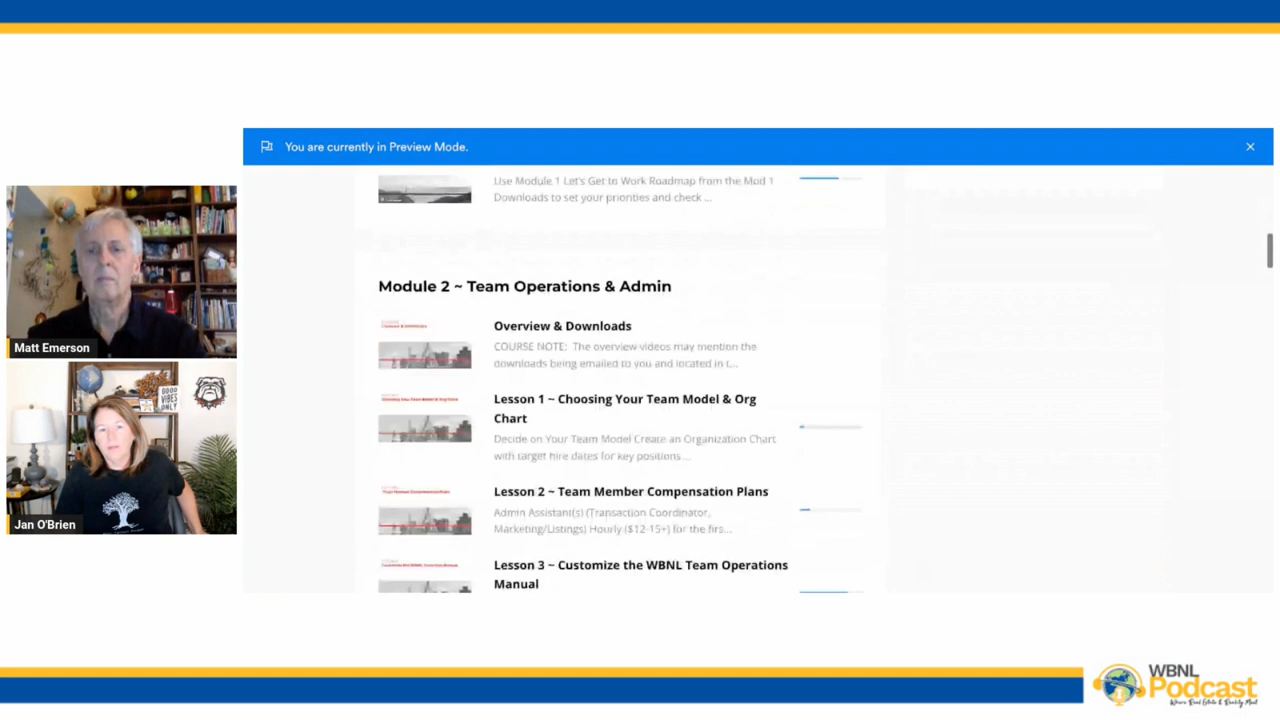 You are currently in Preview Mode.
Use Module 1 Let's Get to Work Roadmap from the Mod 1
Downloads to set your priorities and check ...
Module 2 ~ Team Operations & Admin
Overview & Downloads
COURSE NOTE: The overview videos may mention the
downloads being emailed to you and located in t...
Lesson 1 ~ Choosing Your Team Model & Org
Chart
Decide on Your Team Model Create an Organization Chart
with target hire dates for key positions ...
Lesson 2 ~ Team Member Compensation Plans
Admin Assistant(s) (Transaction Coordinator,
Marketing/Listings) Hourly ($12-15+) for the firs...
Lesson 3 ~ Customize the WBNL Team Operations
Manual
Matt Emerson
GOOD
VIBES
ONLY
Jan O'Brien
WBNL
Podcast
Where Real Estate & Reality Meet